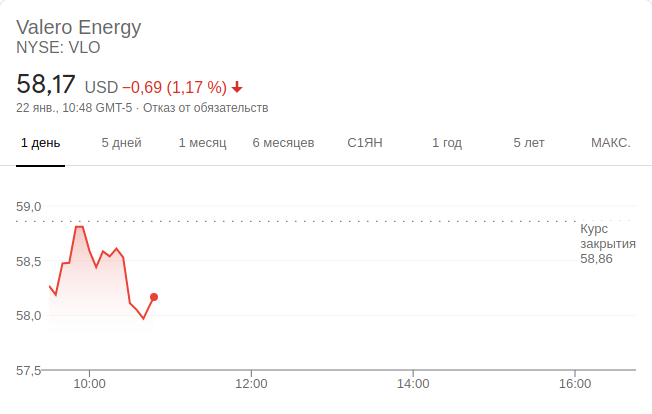 Valero Energy
NYSE: VLO
58,17 USD −0,69 (1,17 %)
22 янв., 10:48 GMT-5 · Отказ от обязательств
1 день 5 дней 1 месяц 6 месяцев С1ЯН 1 год 5 лет МАКС.
59,0
Курс
закрытия
58,86
58,5
58,0
57,5
10:00 12:00 14:00 16:00